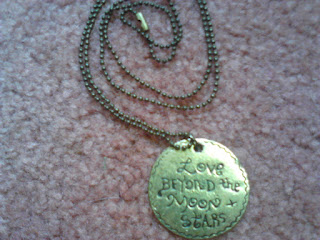 Love
BEYOND the
MOON +
STARS